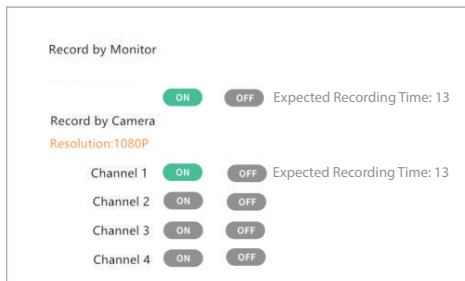 Record by Monitor
ON OFF Expected Recording Time: 13
Record by Camera
Resolution:1080P
Channel 1 ON OFF Expected Recording Time: 13
Channel 2 ON OFF
Channel 3 ON OFF
Channel 4 ON OFF